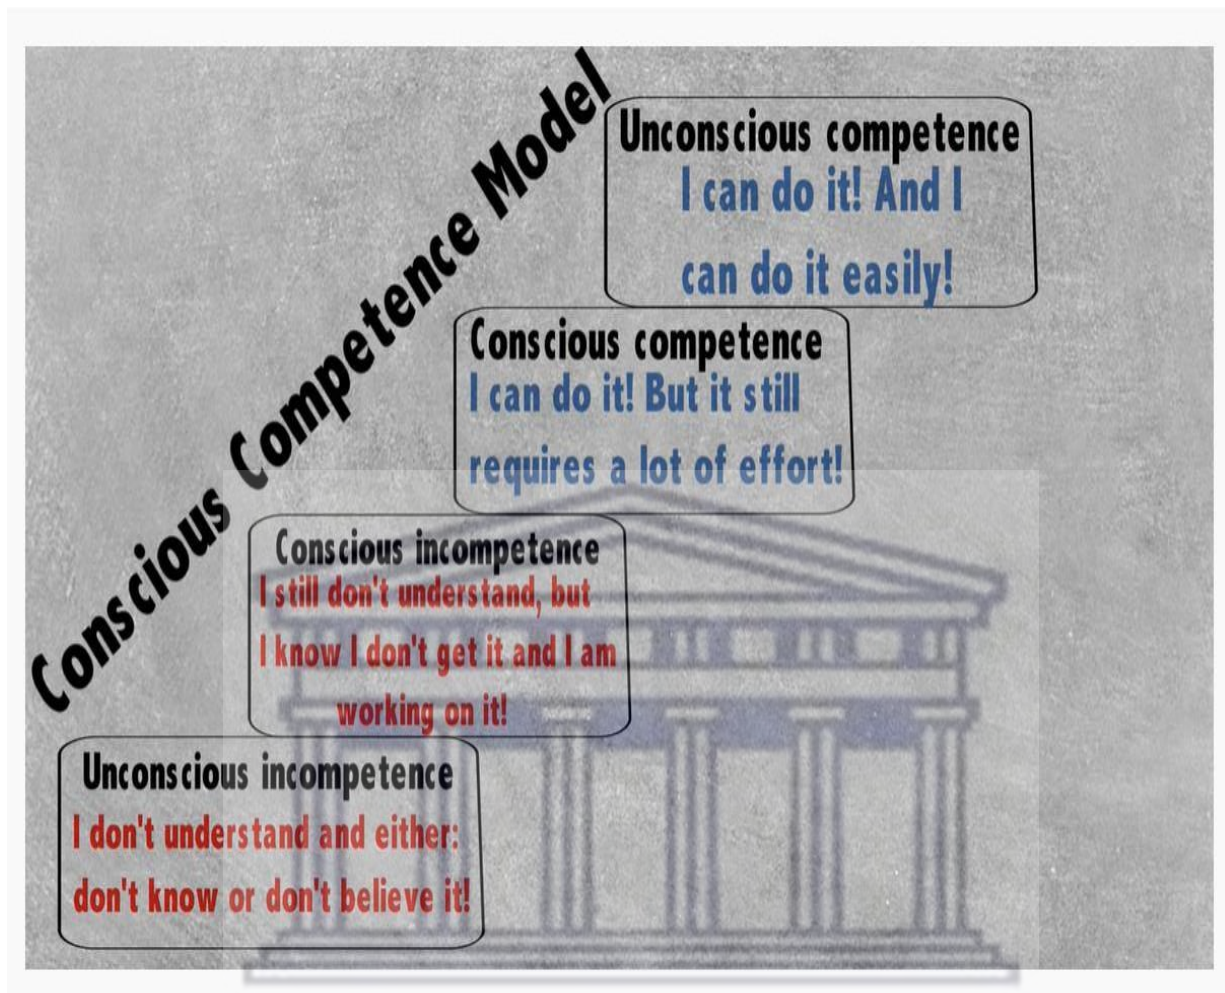 Conscious Competence Model
Unconscious competence
I can do it! And I
can do it easily!
Conscious competence
I can do it! But it still
requires a lot of effort!
Conscious incompetence
I still don't understand, but
I know I don't get it and I am
working on it!
Unconscious incompetence
I don't understand and either:
don't know or don't believe it!